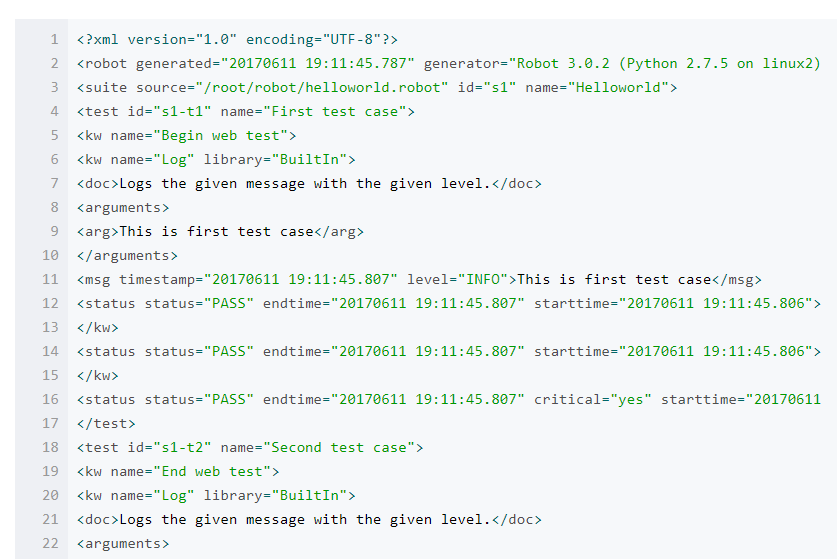 1 <?xml version="1.0" encoding="UTF-8"?>
2 <robot generated="20170611 19:11:45.787" generator="Robot 3.0.2 (Python 2.7.5 on linux2)
3 <suite source="/root/robot/helloworld.robot" id="s1" name="Helloworld">
4 <test id="s1-t1" name="First test case">
5 <kw name="Begin web test">
6 <kw name="Log" library="BuiltIn">
7 <doc>Logs the given message with the given level.</doc>
8 <arguments>
9 <arg>This is first test case</arg>
10 </arguments>
11 <msg timestamp="20170611 19:11:45.807" level="INFO">This is first test case</msg>
12 <status status="PASS" endtime="20170611 19:11:45.807" starttime="20170611 19:11:45.806">
13 </kw>
14 <status status="PASS" endtime="20170611 19:11:45.807" starttime="20170611 19:11:45.806">
15 </kw>
16 <status status="PASS" endtime="20170611 19:11:45.807" critical="yes" starttime="20170611
17 </test>
18 <test id="s1-t2" name="Second test case">
19 <kw name="End web test">
20 <kw name="Log" library="BuiltIn">
21 <doc>Logs the given message with the given level.</doc>
22 <arguments>